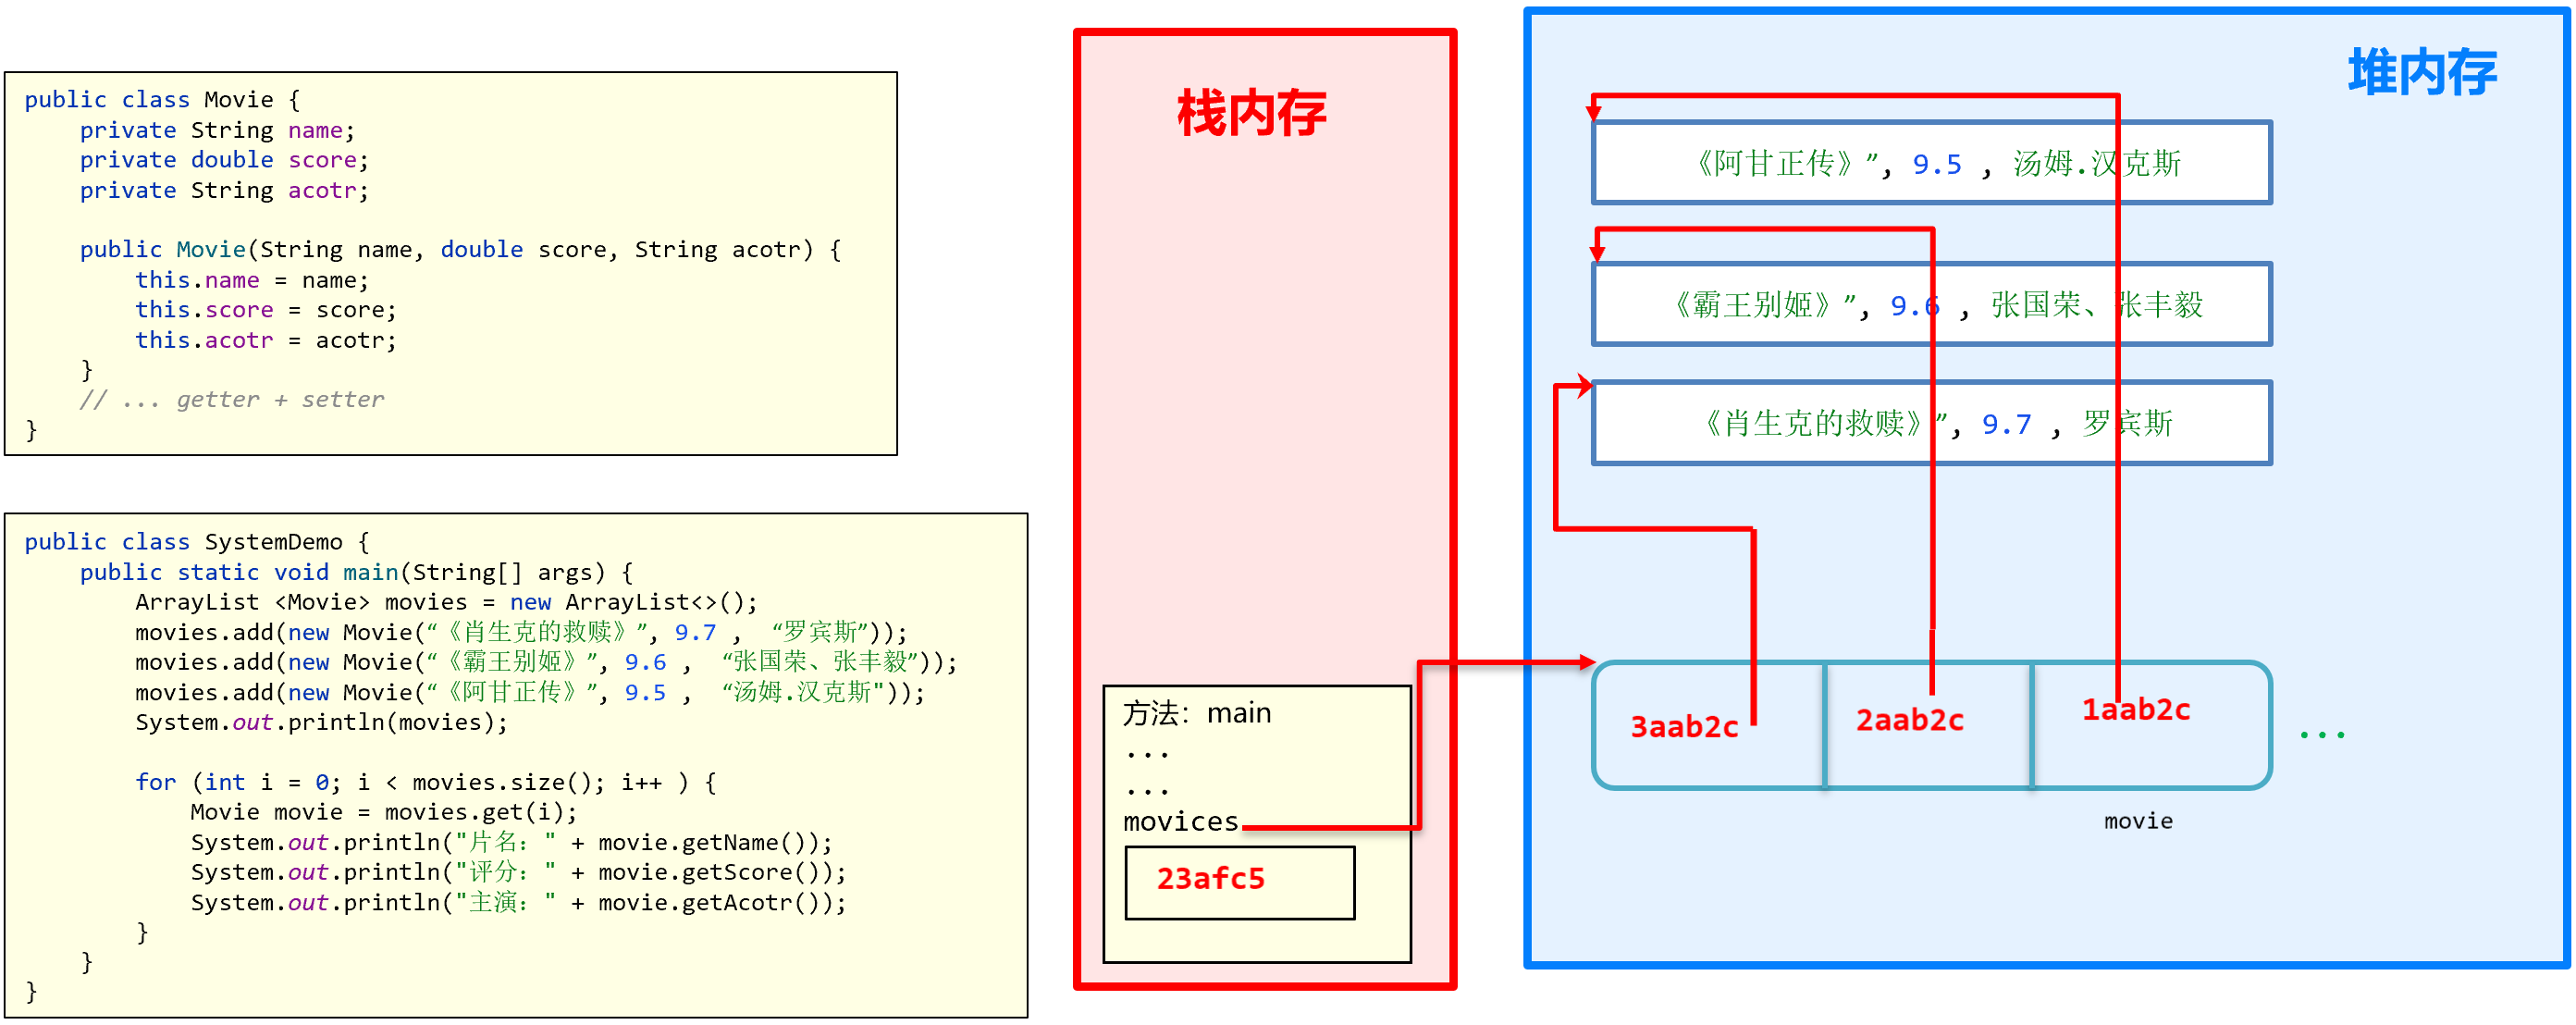 public class Movie {
    private String name;
    private double score;
    private String acotr;
    public Movie(String name, double score, String acotr) {
        this.name = name;
        this.score = score;
        this.acotr = acotr;
    }
    // ... getter + setter
}
public class SystemDemo {
    public static void main(String[] args) {
        ArrayList <Movie> movies = new ArrayList<>();
        movies.add(new Movie(“《肖生克的救赎》”, 9.7 ,  “罗宾斯”));
        movies.add(new Movie(“《霸王别姬》”, 9.6 ,  “张国荣、张丰毅”));
        movies.add(new Movie(“《阿甘正传》”, 9.5 ,  “汤姆.汉克斯"));
        System.out.println(movies);
        for (int i = 0; i < movies.size(); i++ ) {
            Movie movie = movies.get(i);
            System.out.println("片名：" + movie.getName());
            System.out.println("评分：" + movie.getScore());
            System.out.println("主演：" + movie.getAcotr());
        }
    }
}
栈内存
方法：main
...
...
movices
23afc5
堆内存
《阿甘正传》”, 9.5 , 汤姆.汉克斯
《霸王别姬》”, 9.6 , 张国荣、张丰毅
《肖生克的救赎》”, 9.7 , 罗宾斯
3aab2c
2aab2c
1aab2c
...
movie